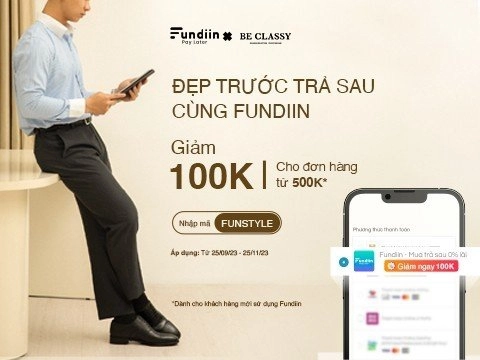 Fundiin BE CLASSY
Pay Later
ĐẸP TRƯỚC TRẢ SAU
CÙNG FUNDIIN
Giảm
100K
Cho đơn hàng
từ 500K*
Nhập mã FUNSTYLE
Áp dụng: Từ 25/09/23 - 25/11/23
*Dành cho khách hàng mới sử dụng Fundiin
Phương thức thanh toán
Fundiin
Fundiin - Mua trả sau 0% lãi
Giảm ngay 100K